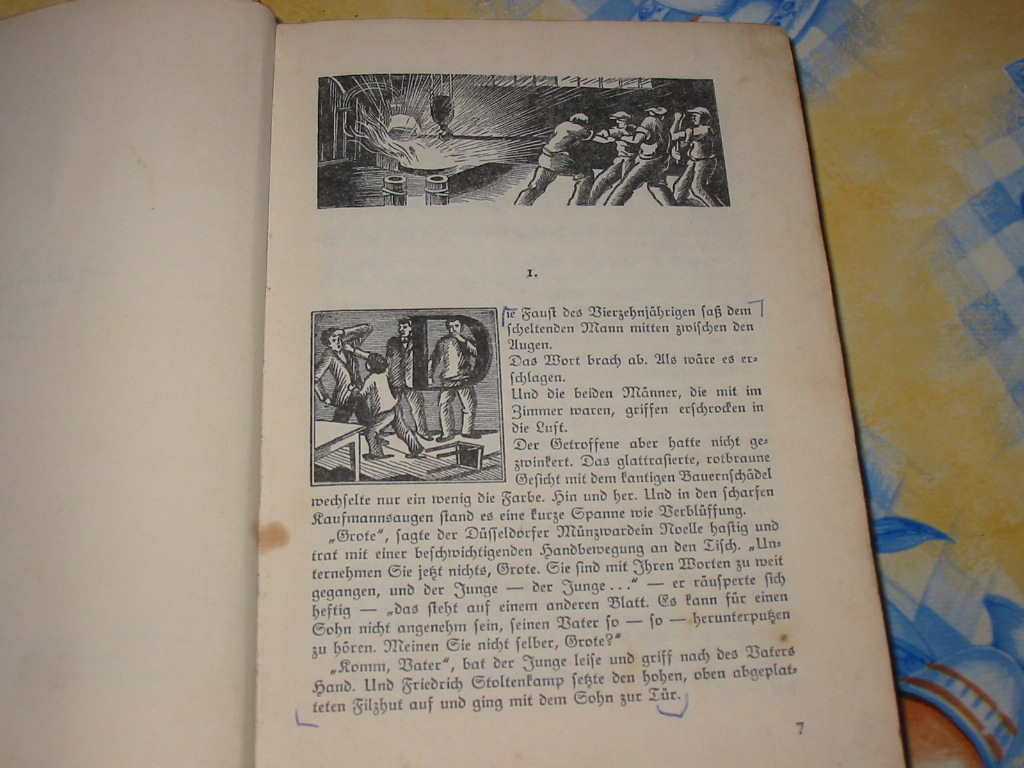 I.
Die Faust des Vierzehnjährigen saß dem
scheltenden Mann mitten zwischen den
Augen.
Das Wort brach ab. Als wäre es er-
schlagen.
Und die beiden Männer, die mit im
Zimmer waren, griffen erschrocken in
die Luft.
Der Getroffene aber hatte nicht ge-
zwinkert. Das glattrasierte, rotbraune
Gesicht mit dem kantigen Bauernschädel
wechselte nur ein wenig die Farbe. Hin und her. Und in den scharfen
Kaufmannsaugen stand es eine kurze Spanne wie Verblüffung.
„Grote“, sagte der Düsseldorfer Münzwardein Noelle hastig und
trat mit einer beschwichtigenden Handbewegung an den Tisch. „Un-
ternehmen Sie jetzt nichts, Grote. Sie sind mit Ihren Worten zu weit
gegangen, und der Junge — der Junge ...“ — er räusperte sich
heftig — „das steht auf einem anderen Blatt. Es kann für einen
Sohn nicht angenehm sein, seinen Vater so — so — herunterputzen
zu hören. Meinen Sie nicht selber, Grote?“
„Komm, Vater“, bat der Junge leise und griff nach des Vaters
Hand. Und Friedrich Stoltenkamp setzte den hohen, oben abgeplat-
teten Filzhut auf und ging mit dem Sohn zur Tür.
7